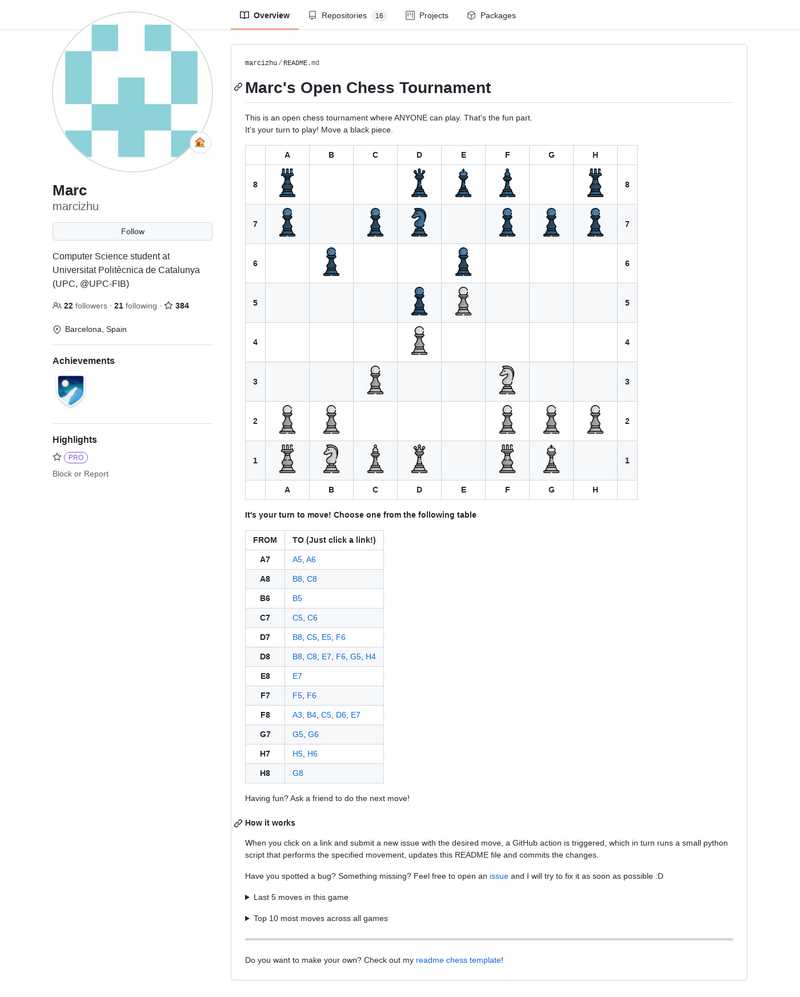 Overview
Repositories 16
Projects
Packages
Marc
marcizhu
Follow
Computer Science student at
Universitat Politècnica de Catalunya
(UPC, @UPC-FIB)
22 followers · 21 following · 384
Barcelona, Spain
Achievements
Highlights
PRO
Block or Report
marcizhu/README.md
Marc's Open Chess Tournament
This is an open chess tournament where ANYONE can play. That's the fun part.
It's your turn to play! Move a black piece.
A B C D E F G H
8 8
7 7
6 6
5 5
4 4
3 3
2 2
1 1
A B C D E F G H
It's your turn to move! Choose one from the following table
FROM TO (Just click a link!)
A7 A5, A6
A8 B8, C8
B6 B5
C7 C5, C6
D7 B8, C5, E5, F6
D8 B8, C8, E7, F6, G5, H4
E8 E7
F7 F5, F6
F8 A3, B4, C5, D6, E7
G7 G5, G6
H7 H5, H6
H8 G8
Having fun? Ask a friend to do the next move!
How it works
When you click on a link and submit a new issue with the desired move, a GitHub action is triggered, which in turn runs a small python
script that performs the specified movement, updates this README file and commits the changes.
Have you spotted a bug? Something missing? Feel free to open an issue and I will try to fix it as soon as possible :D
Last 5 moves in this game
Top 10 most moves across all games
Do you want to make your own? Check out my readme chess template!